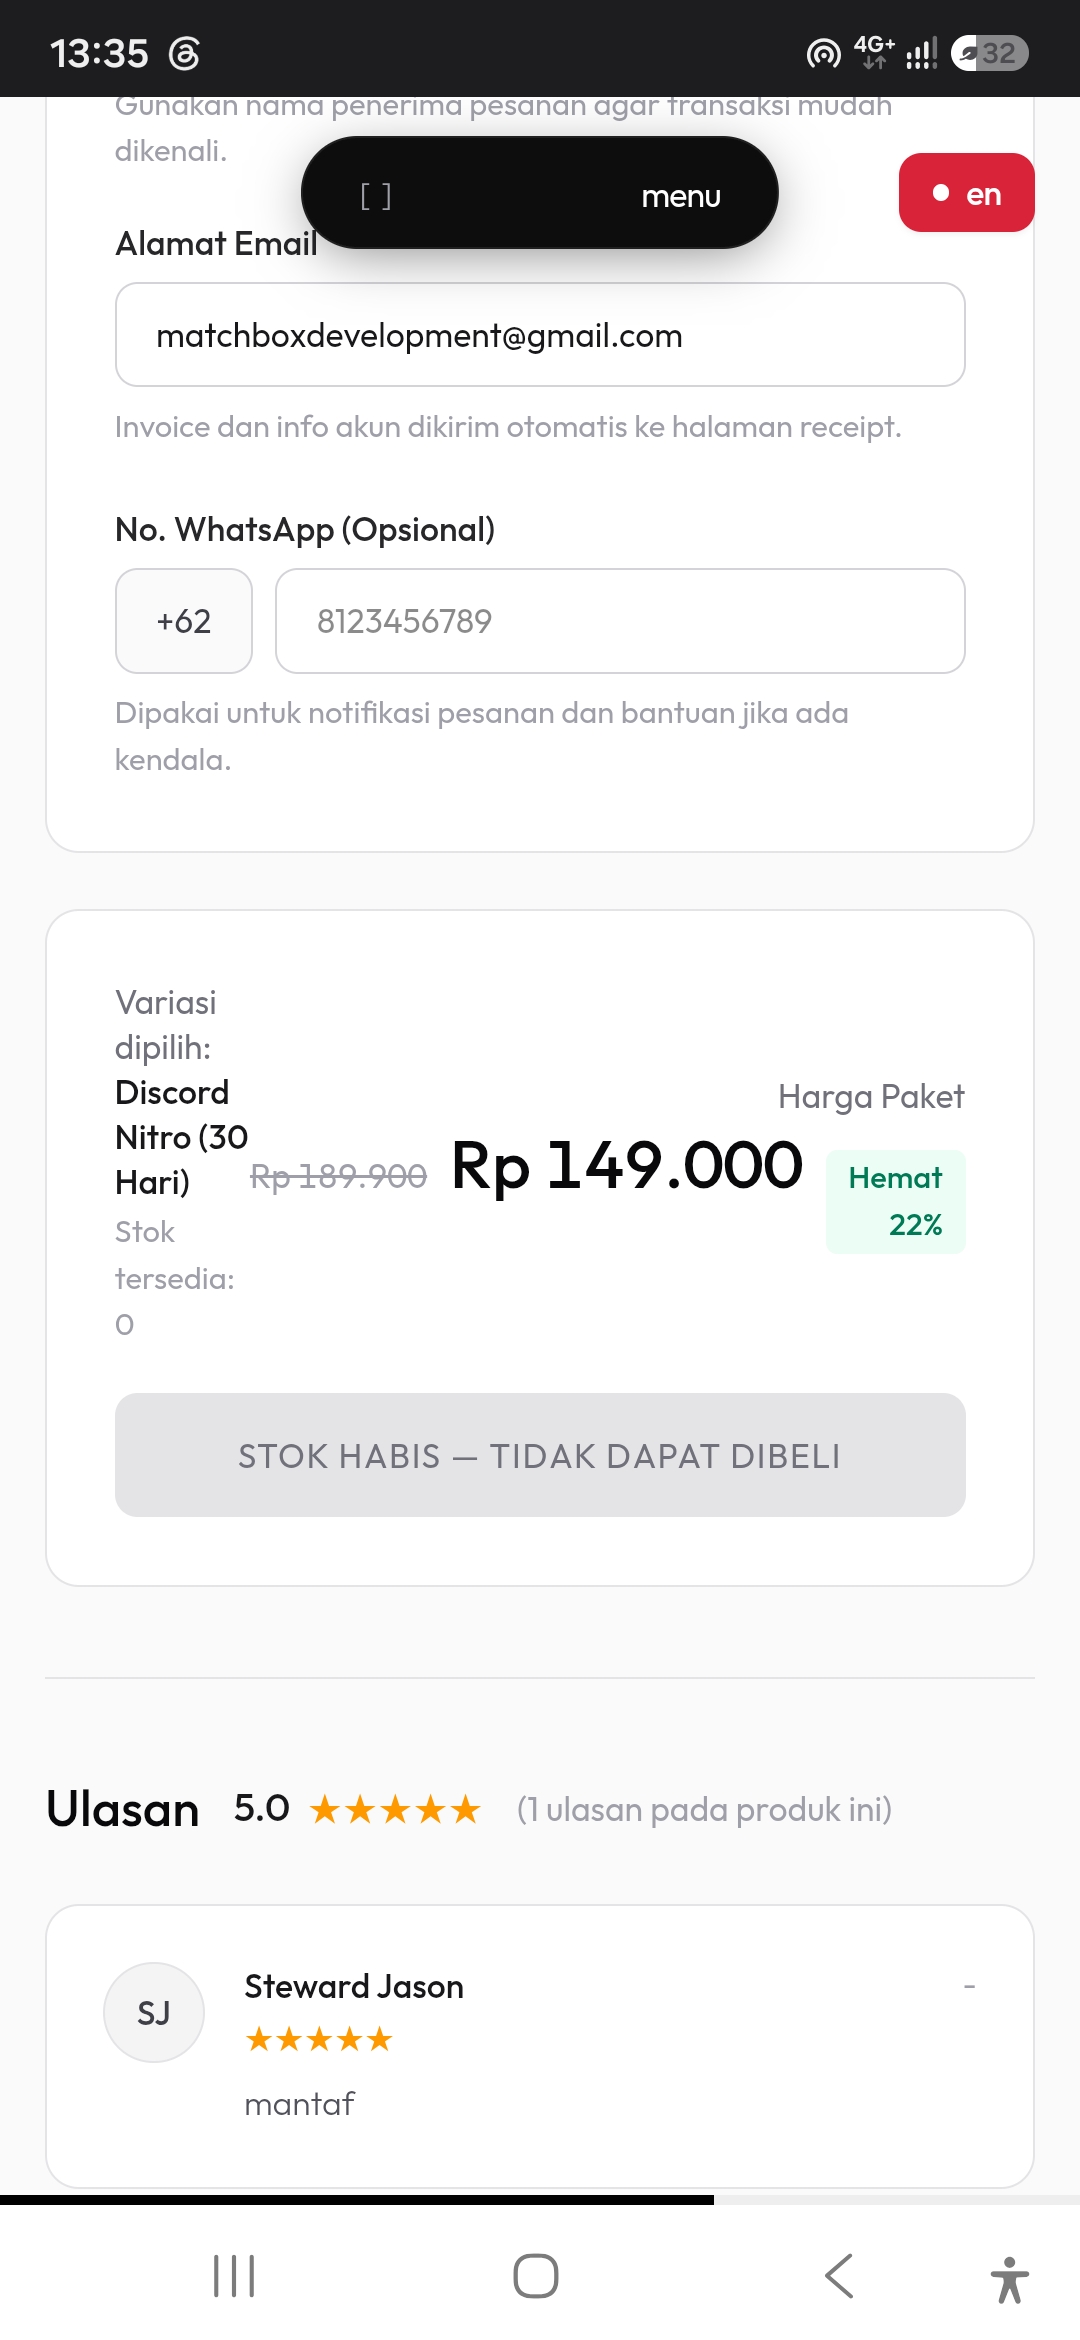 13:35
4G+
32
Gunakan nama penerima pesanan agar transaksi mudah
dikenali.
[ ]
menu
en
Alamat Email
matchboxdevelopment@gmail.com
Invoice dan info akun dikirim otomatis ke halaman receipt.
No. WhatsApp (Opsional)
+62
8123456789
Dipakai untuk notifikasi pesanan dan bantuan jika ada
kendala.
Variasi
dipilih:
Discord
Nitro (30
Hari)
Stok
tersedia:
0
Harga Paket
Rp 189.900
Rp 149.000
Hemat
22%
STOK HABIS — TIDAK DAPAT DIBELI
Ulasan
5.0 ★★★★★
(1 ulasan pada produk ini)
SJ
Steward Jason
-
★★★★★
mantaf